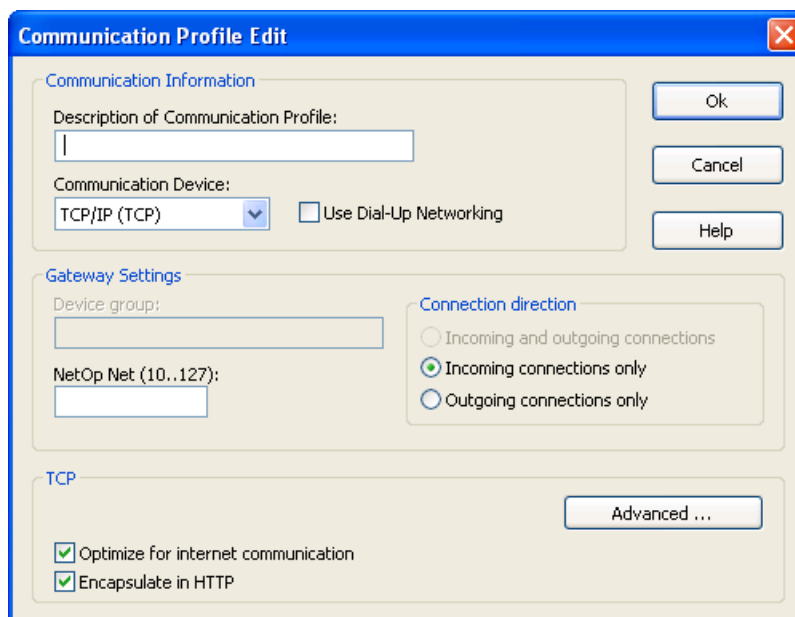 Communication Profile Edit
Communication Information
Description of Communication Profile:
Communication Device:
TCP/IP (TCP)
Use Dial-Up Networking
Ok
Cancel
Help
Gateway Settings
Device group:
NetOp Net (10..127):
Connection direction
Incoming and outgoing connections
Incoming connections only
Outgoing connections only
TCP
Advanced ...
Optimize for internet communication
Encapsulate in HTTP